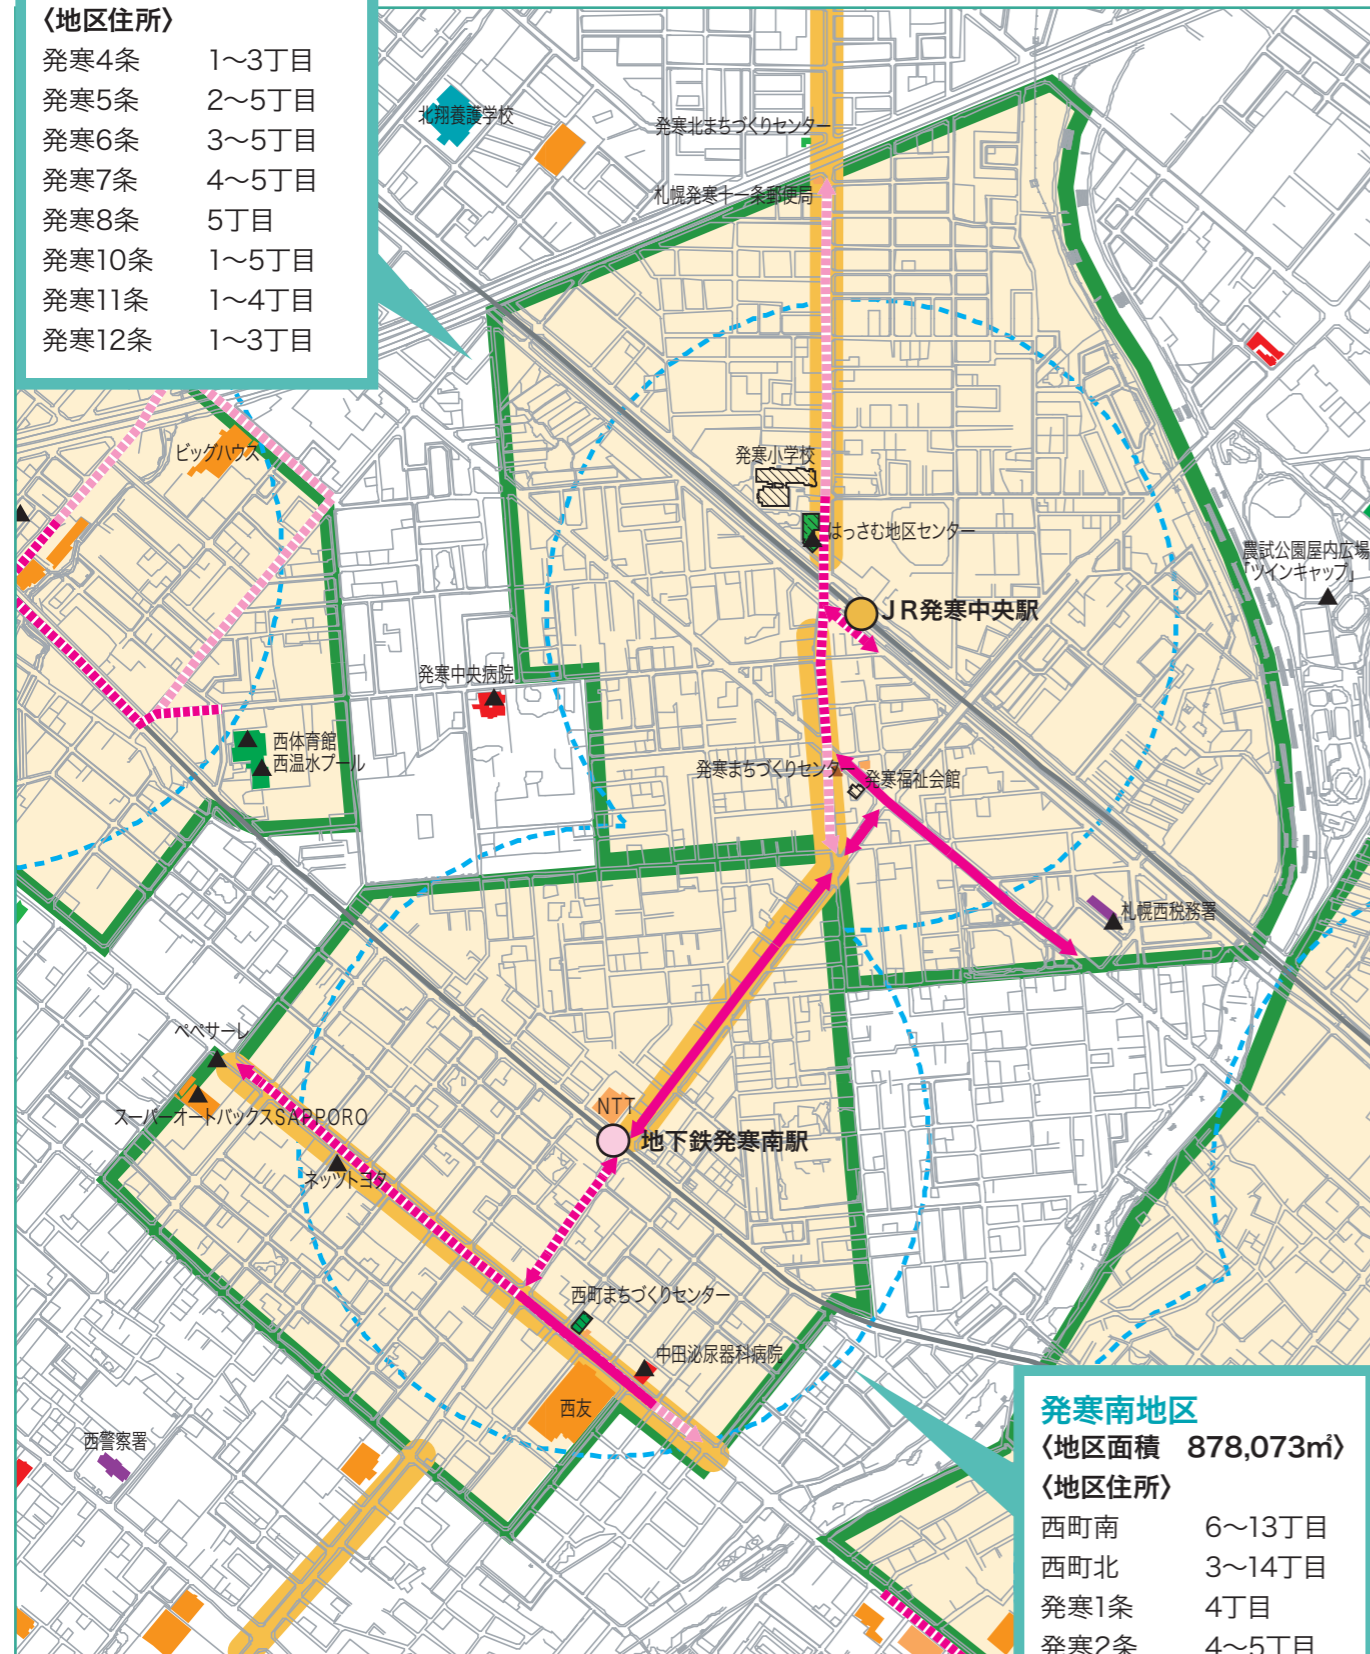 〈地区住所〉
発寒4条 1〜3丁目
発寒5条 2〜5丁目
発寒6条 3〜5丁目
発寒7条 4〜5丁目
発寒8条 5丁目
発寒10条 1〜5丁目
発寒11条 1〜4丁目
発寒12条 1〜3丁目
北翔養護学校
発寒北まちづくりセンター
札幌発寒十一条郵便局
ビッグハウス
発寒小学校
はっさむ地区センター
農試公園屋内広場
「ツインキャップ」
JR発寒中央駅
発寒中央病院
西体育館
西温水プール
発寒まちづくりセンター
発寒福祉会館
札幌西税務署
ペペサーレ
スーパーオートバックスSAPPORO
NTT
地下鉄発寒南駅
ネッツトヨタ
西町まちづくりセンター
中田泌尿器科病院
西友
西警察署
発寒南地区
〈地区面積 878,073㎡〉
〈地区住所〉
西町南 6〜13丁目
西町北 3〜14丁目
発寒1条 4丁目
発寒2条 4〜5丁目